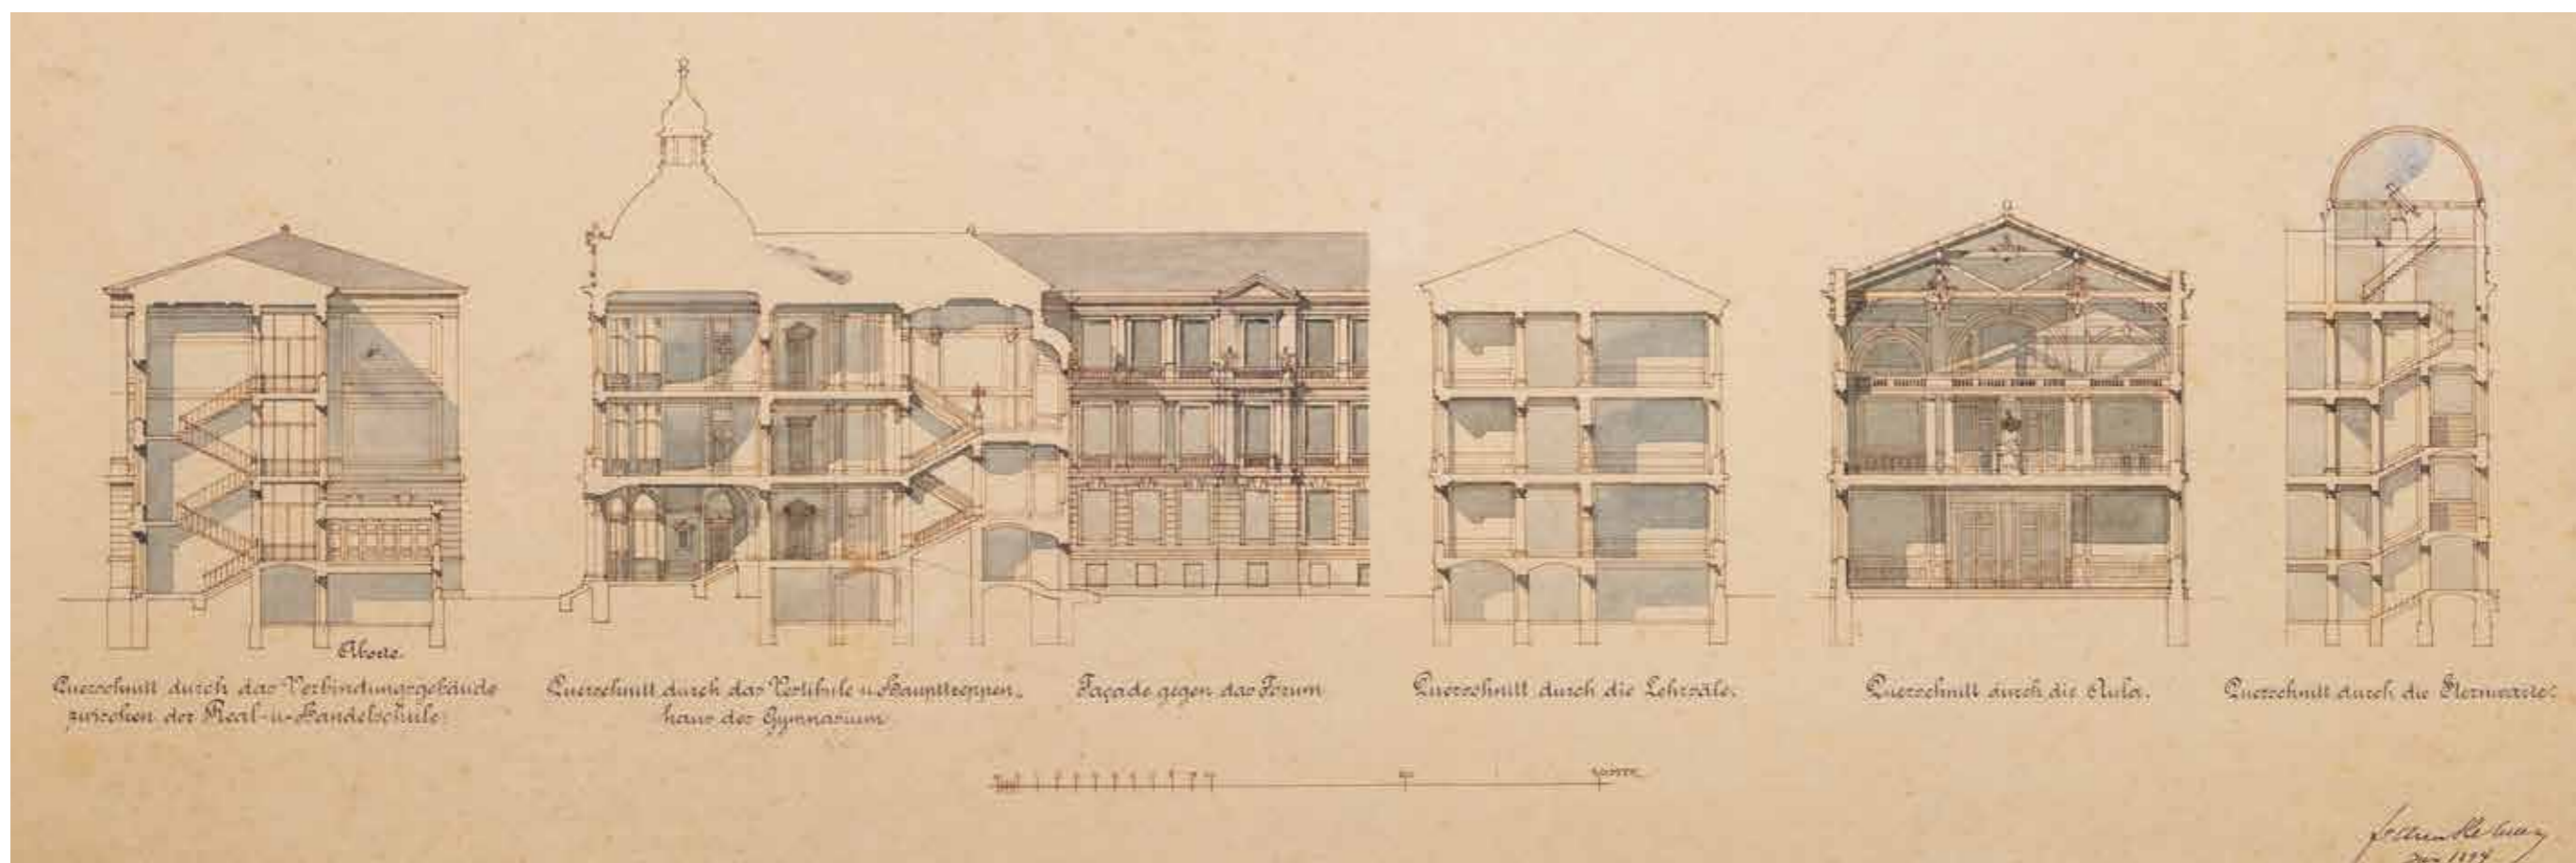 Aborte.
Querschnitt durch das Verbindungsgebäude
zwischen der Real- u. Handelschule.
Querschnitt durch das Vestibule u. Haupttreppen-
haus des Gymnasium
Façade gegen das Forum
Querschnitt durch die Lehrsäle.
Querschnitt durch die Aula.
Querschnitt durch die Sternwarte.
1894